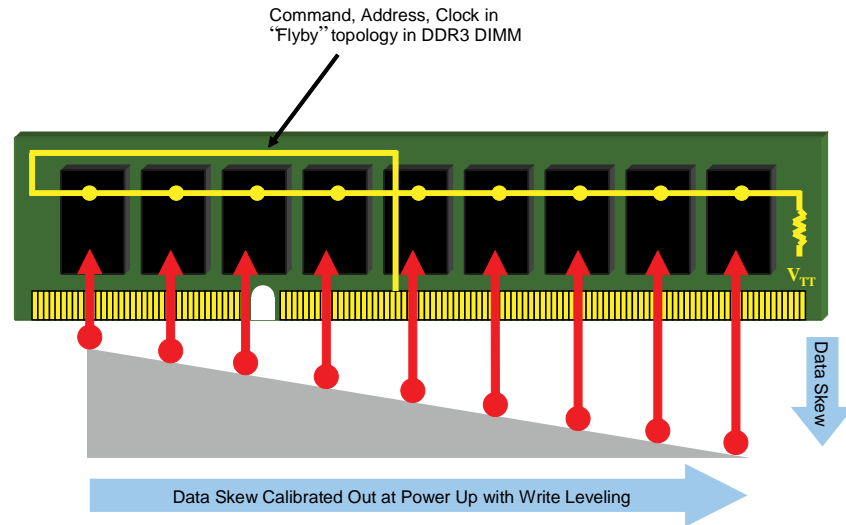 Command, Address, Clock in
“Flyby” topology in DDR3 DIMM
VTT
Data Skew
Data Skew Calibrated Out at Power Up with Write Leveling